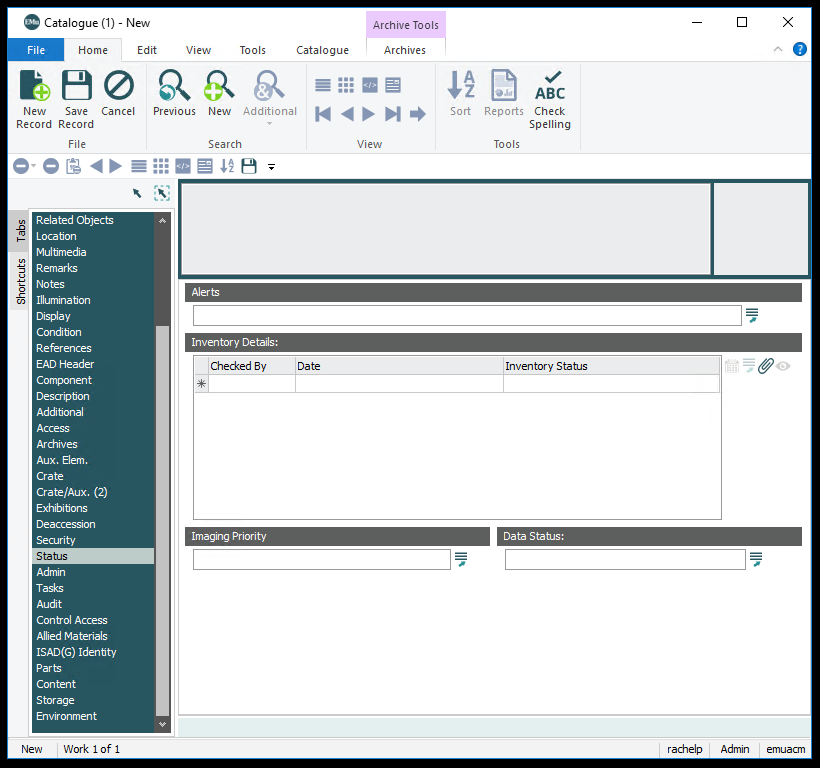 EMu Catalogue (1) - New
Archive Tools
File Home Edit View Tools Catalogue Archives
?
New Record
Save Record
Cancel
File
Previous
New
Additional
Search
</>
View
A Z
Sort
Reports
ABC
Check Spelling
Tools
</>
A Z
Tabs
Shortcuts
Related Objects
Location
Multimedia
Remarks
Notes
Illumination
Display
Condition
References
EAD Header
Component
Description
Additional
Access
Archives
Aux. Elem.
Crate
Crate/Aux. (2)
Exhibitions
Deaccession
Security
Status
Admin
Tasks
Audit
Control Access
Allied Materials
ISAD(G) Identity
Parts
Content
Storage
Environment
Alerts
Inventory Details:
Checked By Date Inventory Status
Imaging Priority
Data Status:
New Work 1 of 1 rachelp Admin emuacm